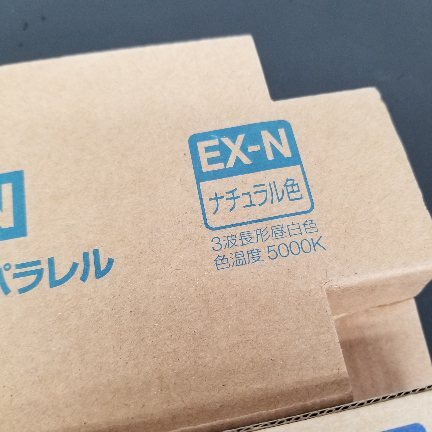 EX-N
ナチュラル色
3波長形昼白色
色温度 5000K
N
パラレル